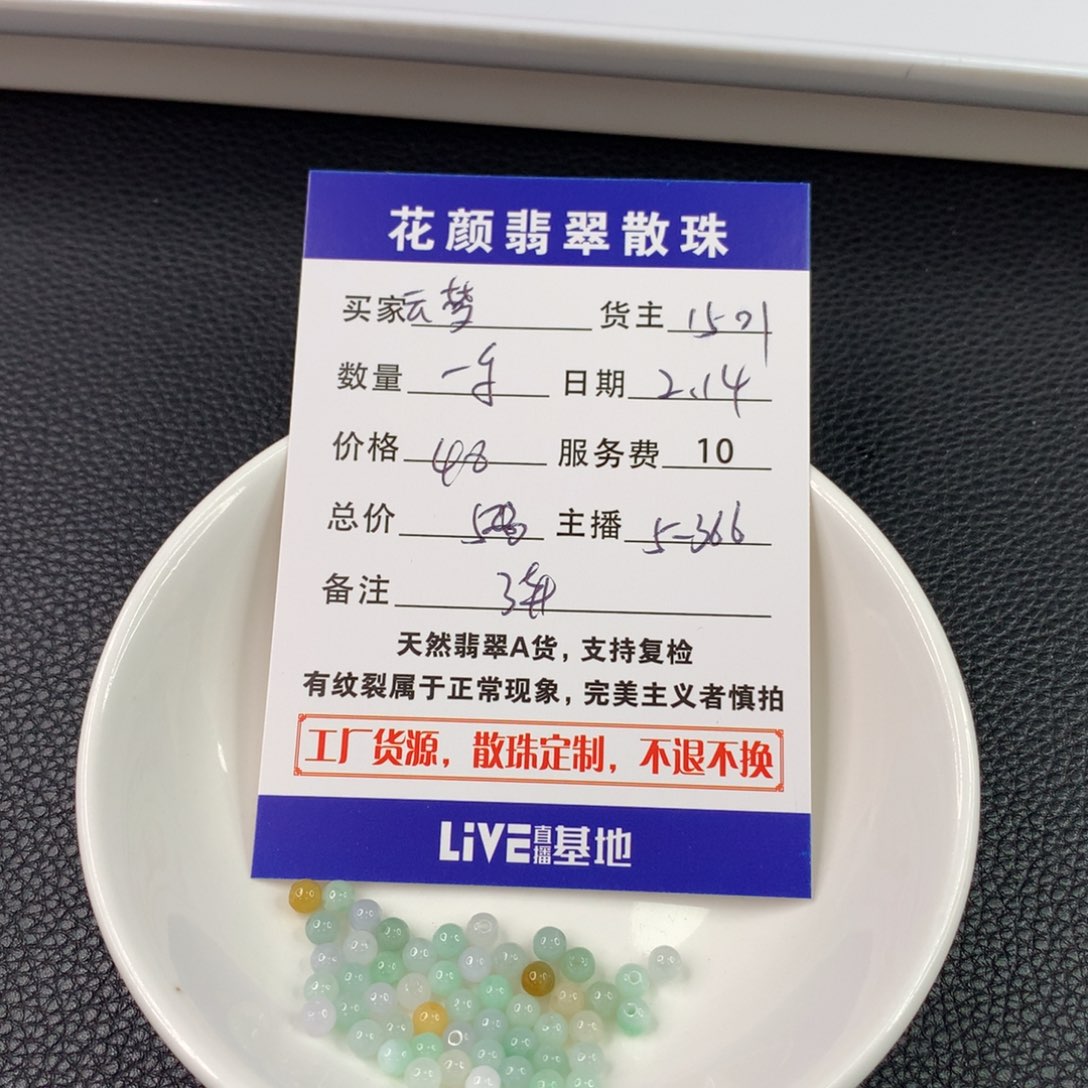 花颜翡翠散珠
买家 云梦 货主 1501
数量 一手 日期 2.14
价格 498 服务费 10
总价 508 主播 5-366
备注
天然翡翠A货，支持复检
有纹裂属于正常现象，完美主义者慎拍
工厂货源，散珠定制，不退不换
LiVE直播基地